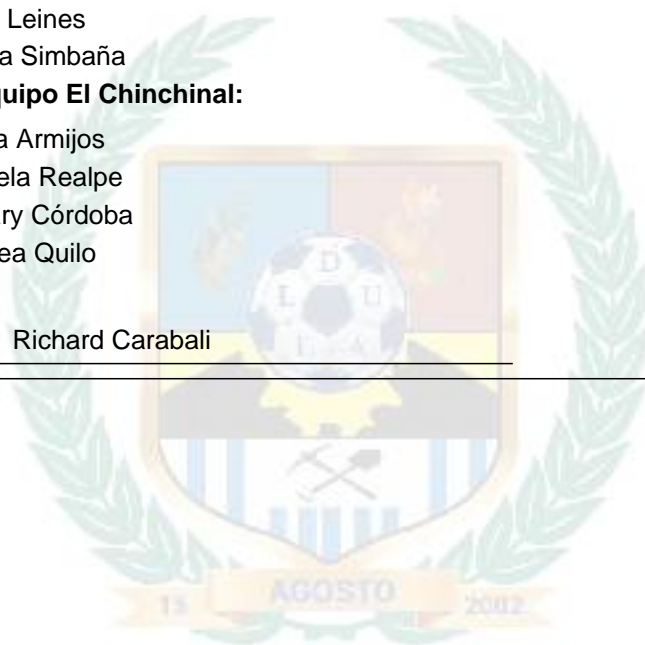 Leines
a Simbaña
quipo El Chinchinal:
a Armijos
ela Realpe
ry Córdoba
ea Quilo
Richard Carabali
D
L U
I A
15 AGOSTO 2002